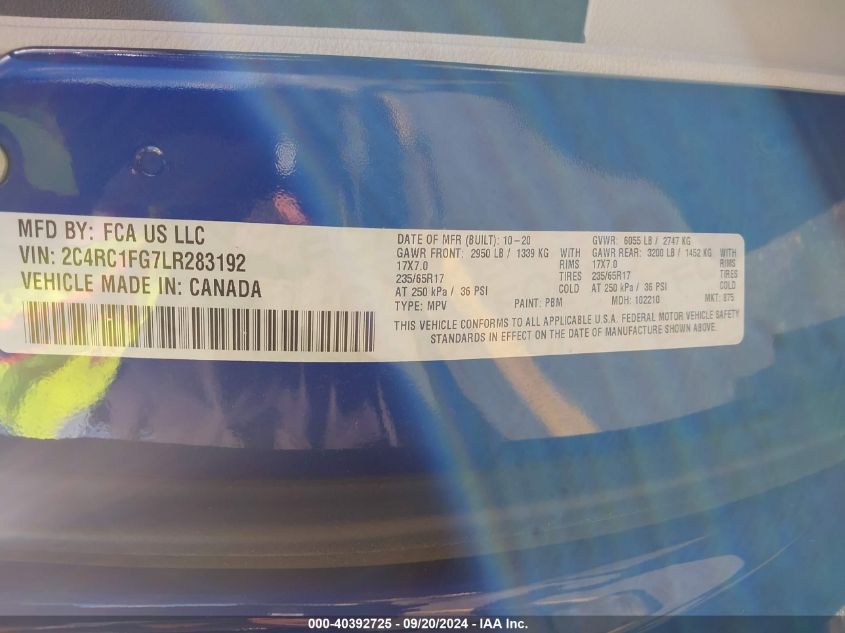 MFD BY: FCA US LLC
VIN: 2C4RC1FG7LR283192
VEHICLE MADE IN: CANADA
DATE OF MFR (BUILT): 10-20 GVWR: 6055 LB / 2747 KG
GAWR FRONT: 2950 LB / 1339 KG WITH GAWR REAR: 3200 LB / 1452 KG WITH
17X7.0 RIMS 17X7.0 RIMS
235/65R17 TIRES 235/65R17 TIRES
AT 250 kPa / 36 PSI COLD AT 250 kPa / 36 PSI COLD
TYPE: MPV PAINT: PBM MDH: 102210 MKT: 875
THIS VEHICLE CONFORMS TO ALL APPLICABLE U.S.A. FEDERAL MOTOR VEHICLE SAFETY
STANDARDS IN EFFECT ON THE DATE OF MANUFACTURE SHOWN ABOVE.
000-40392725 - 09/20/2024 - IAA Inc.